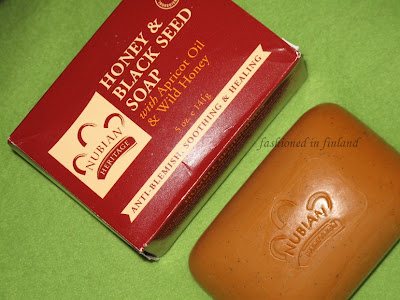 HONEY &
BLACK SEED
SOAP
with Apricot Oil
& Wild Honey
5 oz. e 141g
NUBIAN
HERITAGE
ANTI-BLEMISH, SOOTHING & HEALING
fashioned in finland
NUBIAN
HERITAGE